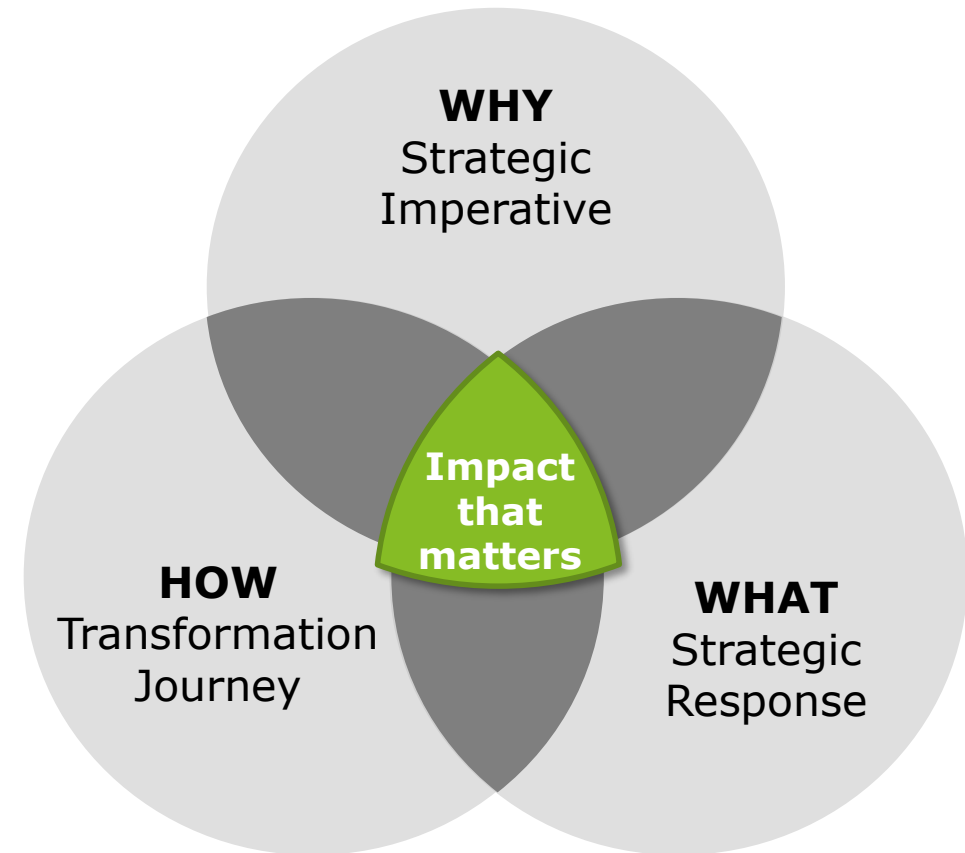 WHY
Strategic
Imperative
Impact
that
matters
HOW
Transformation
Journey
WHAT
Strategic
Response